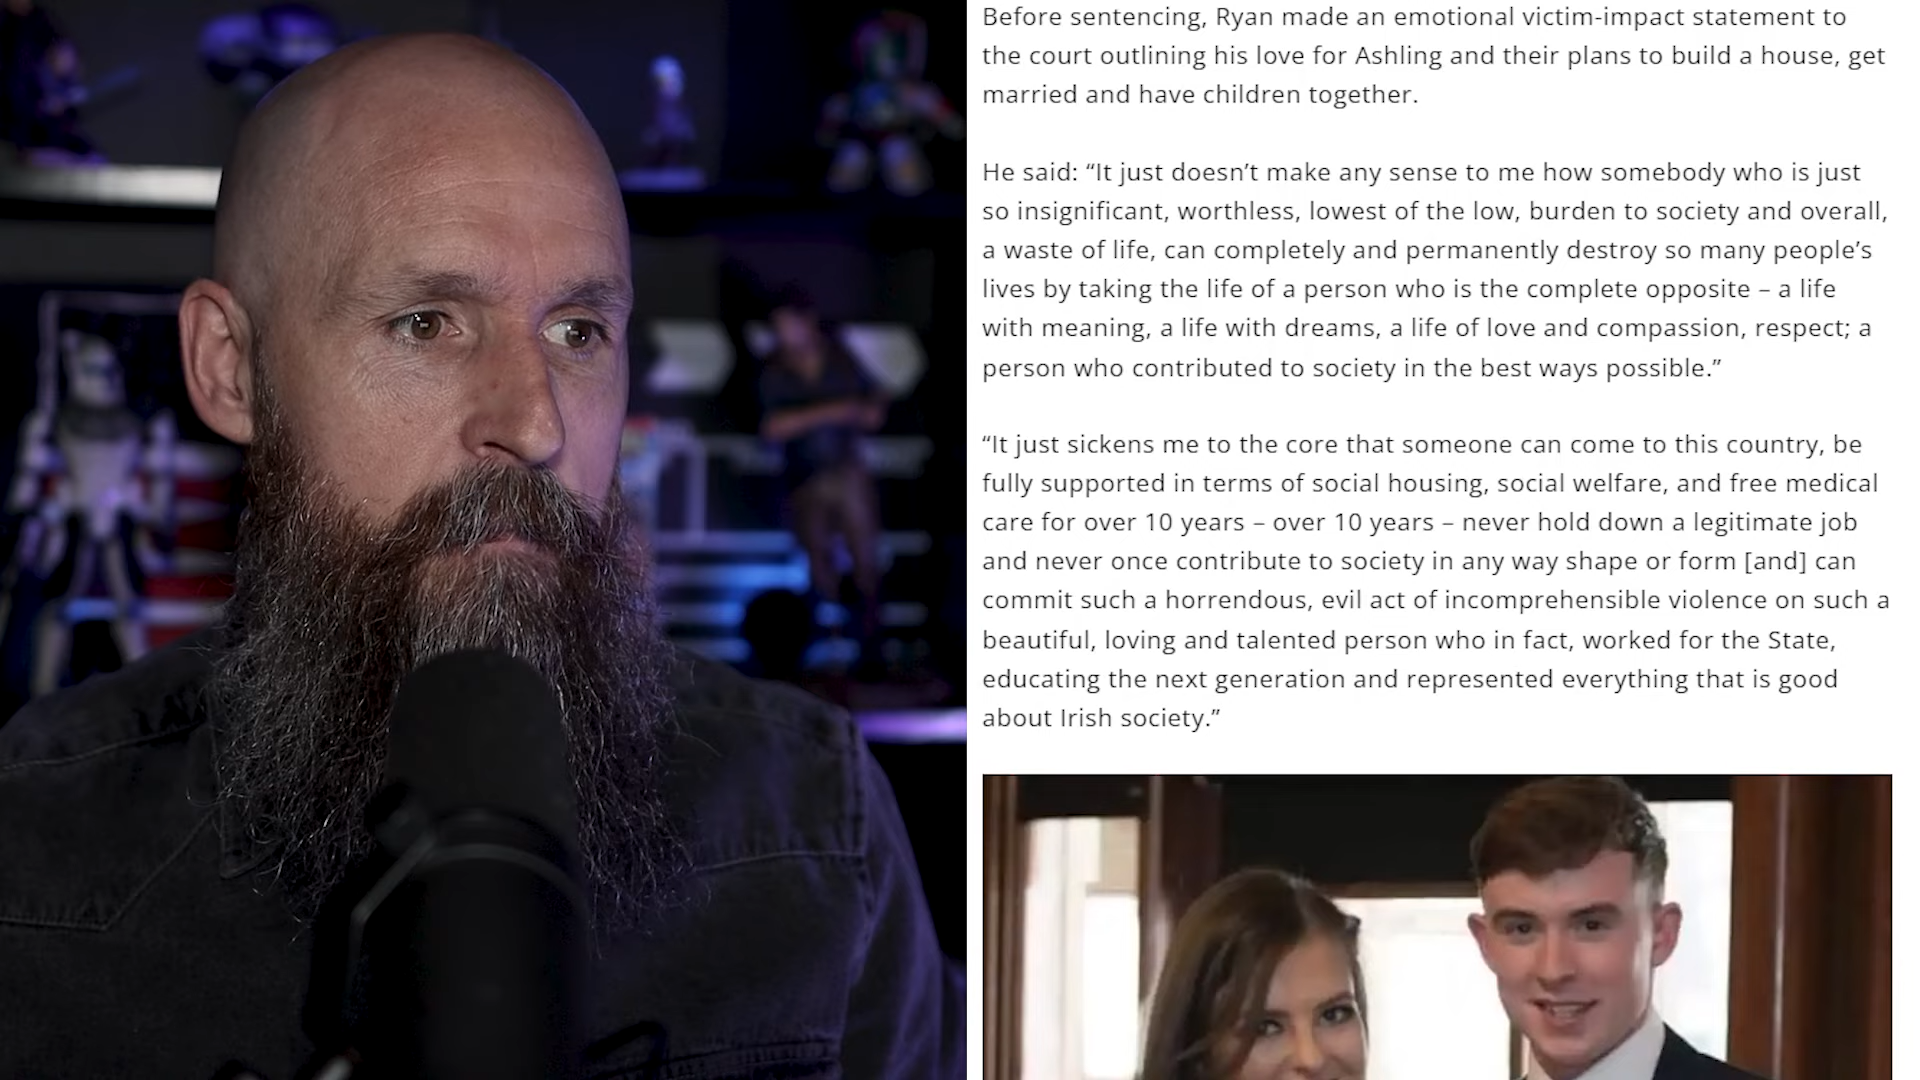 Before sentencing, Ryan made an emotional victim-impact statement to
the court outlining his love for Ashling and their plans to build a house, get
married and have children together.
He said: “It just doesn’t make any sense to me how somebody who is just
so insignificant, worthless, lowest of the low, burden to society and overall,
a waste of life, can completely and permanently destroy so many people’s
lives by taking the life of a person who is the complete opposite – a life
with meaning, a life with dreams, a life of love and compassion, respect; a
person who contributed to society in the best ways possible.”
“It just sickens me to the core that someone can come to this country, be
fully supported in terms of social housing, social welfare, and free medical
care for over 10 years – over 10 years – never hold down a legitimate job
and never once contribute to society in any way shape or form [and] can
commit such a horrendous, evil act of incomprehensible violence on such a
beautiful, loving and talented person who in fact, worked for the State,
educating the next generation and represented everything that is good
about Irish society.”